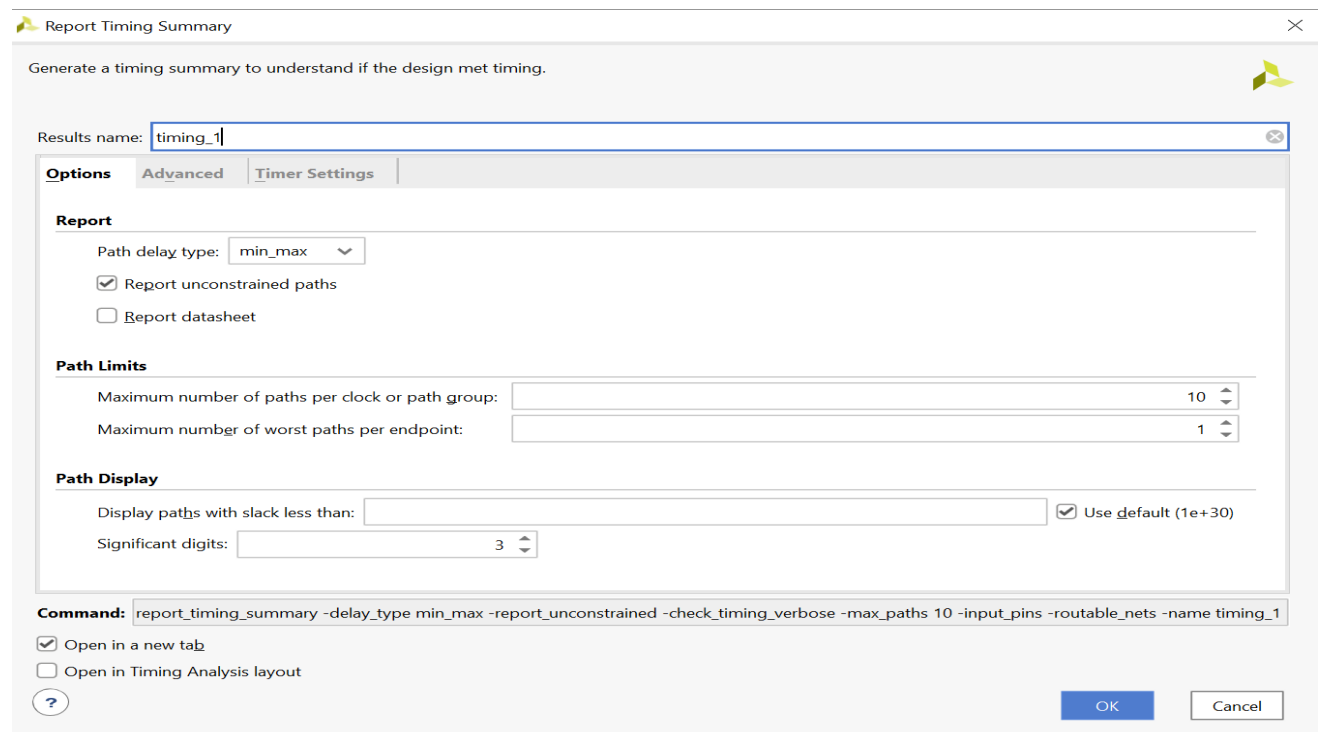 Report Timing Summary
Generate a timing summary to understand if the design met timing.
Results name: timing_1
Options Advanced Timer Settings
Report
Path delay type: min_max
Report unconstrained paths
Report datasheet
Path Limits
Maximum number of paths per clock or path group: 10
Maximum number of worst paths per endpoint: 1
Path Display
Display paths with slack less than: Use default (1e+30)
Significant digits: 3
Command: report_timing_summary -delay_type min_max -report_unconstrained -check_timing_verbose -max_paths 10 -input_pins -routable_nets -name timing_1
Open in a new tab
Open in Timing Analysis layout
? OK Cancel